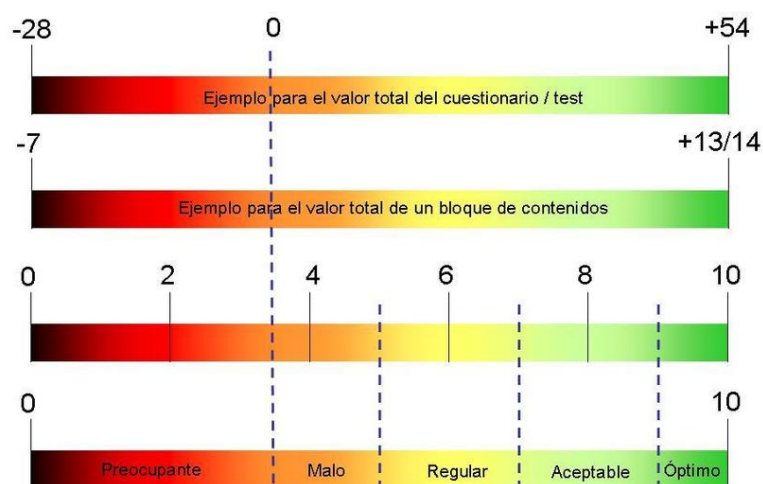 -28 0 +54
Ejemplo para el valor total del cuestionario / test
-7 +13/14
Ejemplo para el valor total de un bloque de contenidos
0 2 4 6 8 10
0 10
Preocupante Malo Regular Aceptable Óptimo